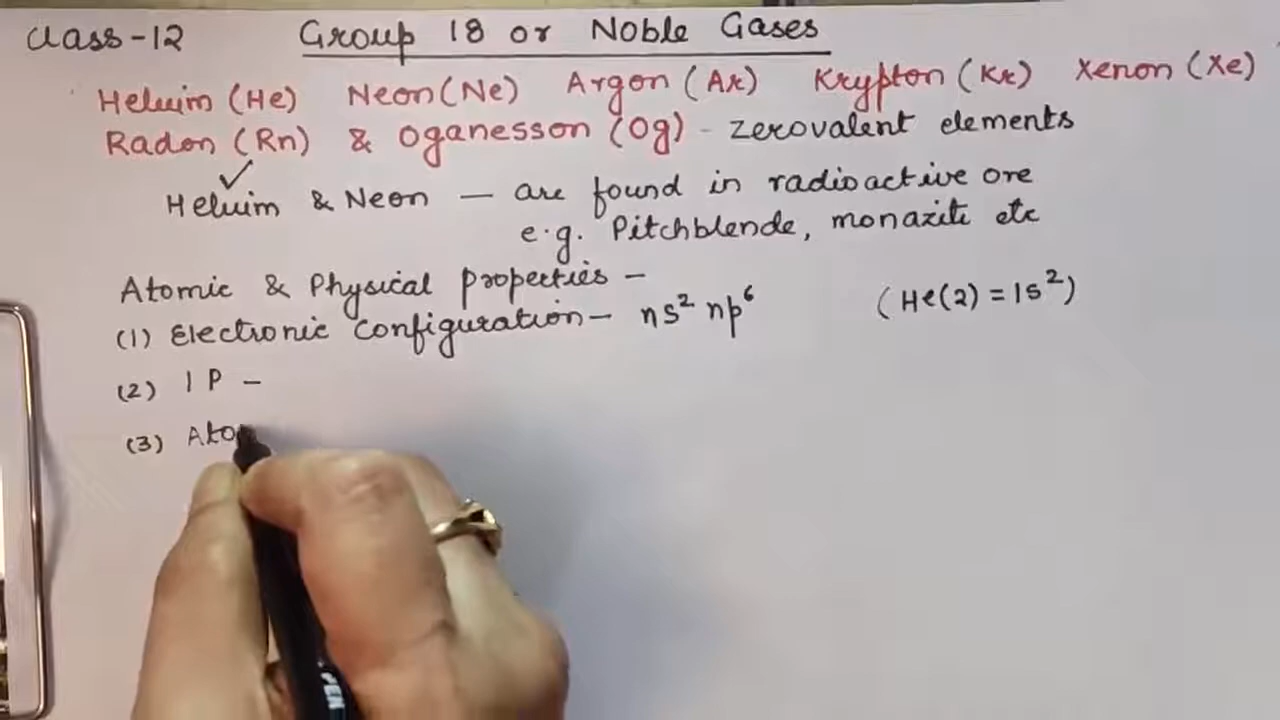 Class-12 Group 18 or Noble Gases
Helium (He) Neon (Ne) Argon (Ar) Krypton (Kr) Xenon (Xe)
Radon (Rn) & Oganesson (Og) - zerovalent elements
Helium & Neon — are found in radioactive ore
e.g. Pitchblende, monazite etc
Atomic & Physical properties —
(1) Electronic Configuration — ns² np⁶ (He(2) = 1s²)
(2) IP —
(3) Ato